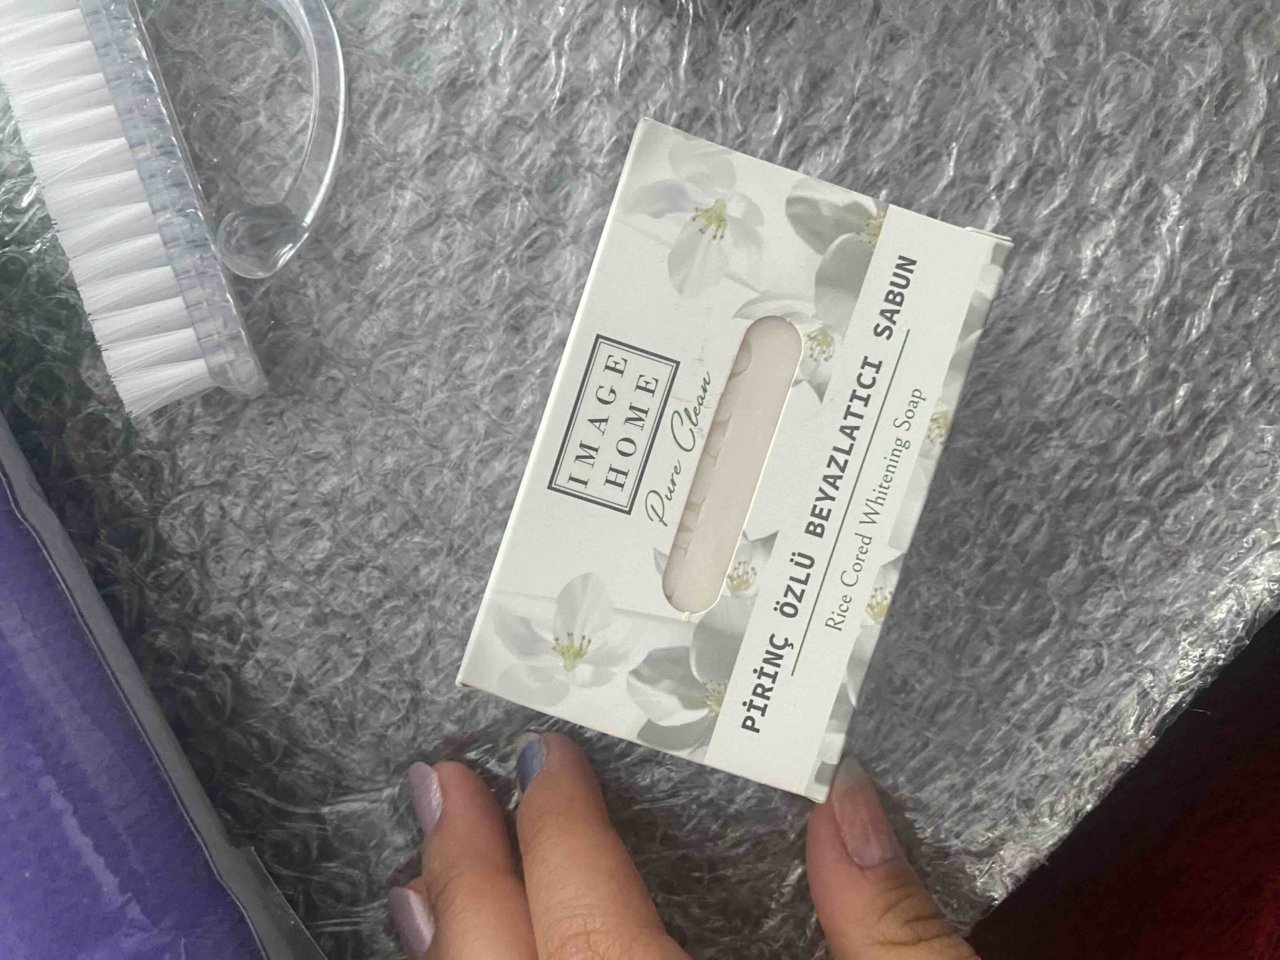 IMAGE
HOME
Pure Clean
PİRİNÇ ÖZLÜ BEYAZLATICI SABUN
Rice Cored Whitening Soap